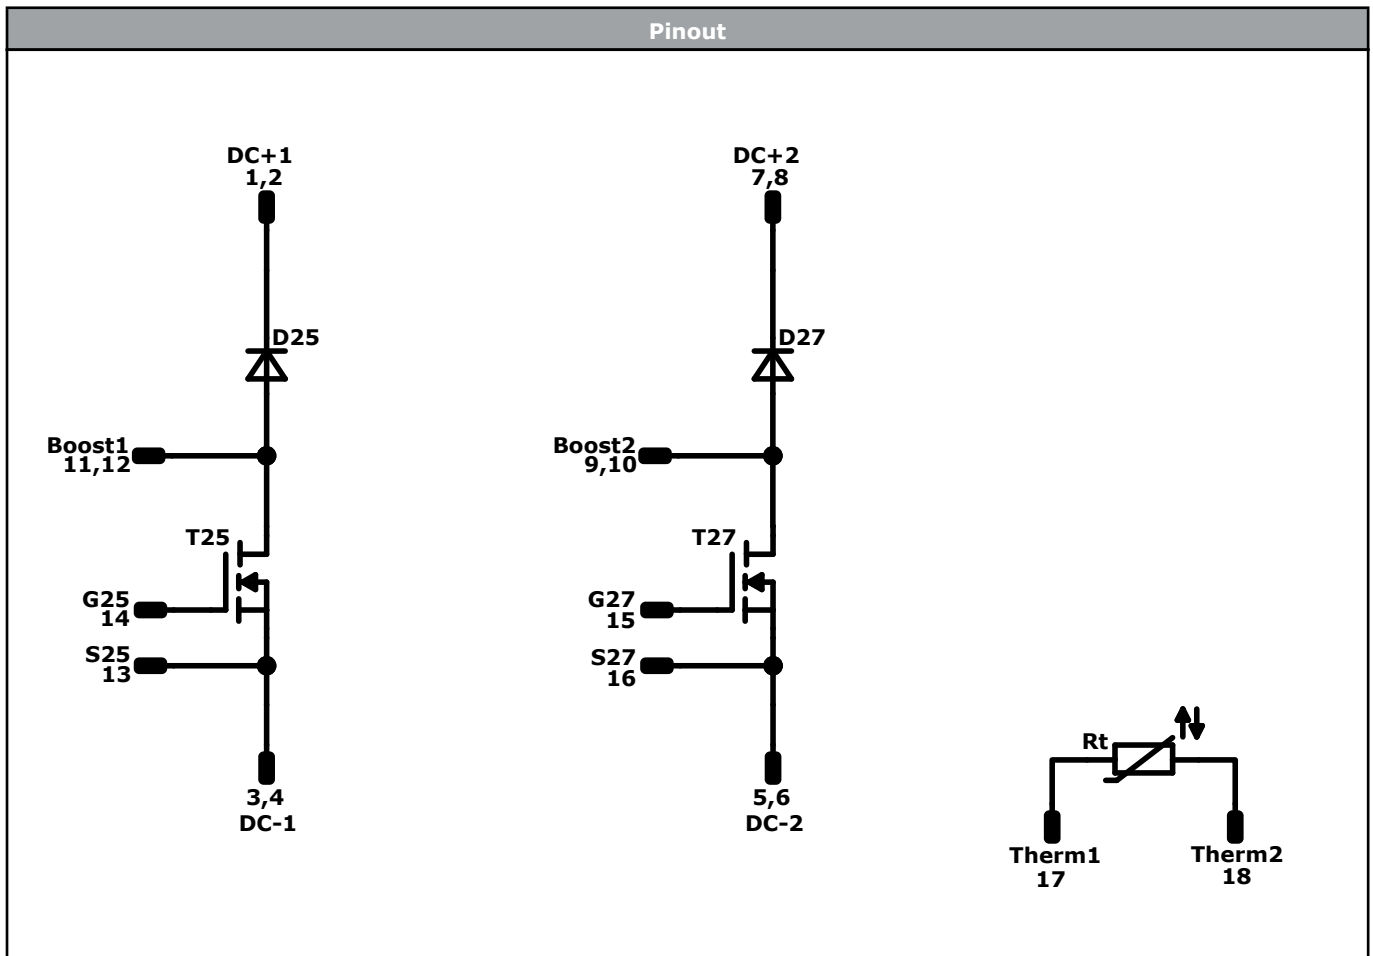 Pinout
DC+1
1,2
DC+2
7,8
D25
D27
Boost1
11,12
Boost2
9,10
T25
T27
G25
14
G27
15
S25
13
S27
16
Rt
3,4
DC-1
5,6
DC-2
Therm1
17
Therm2
18